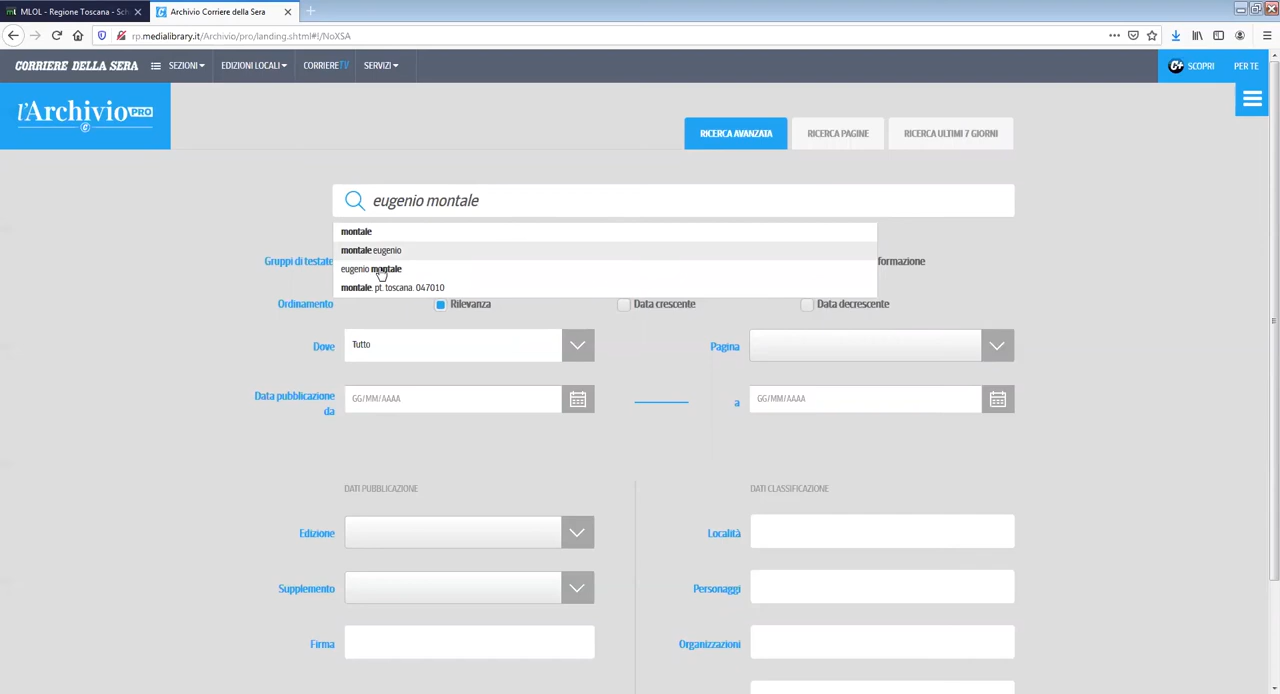 MLOL - Regione Toscana - Sch
Archivio Corriere della Sera
rp.medialibrary.it/Archivio/pro/landing.shtml#!/NoXSA
CORRIERE DELLA SERA SEZIONI EDIZIONI LOCALI CORRIERETV SERVIZI C+ SCOPRI PER TE
l'Archivio PRO
C
RICERCA AVANZATA RICERCA PAGINE RICERCA ULTIMI 7 GIORNI
eugenio montale
montale
montale eugenio
Gruppi di testate eugenio montale formazione
montale. pt. toscana. 047010
Ordinamento Rilevanza Data crescente Data decrescente
Dove Tutto Pagina
Data pubblicazione da GG/MM/AAAA a GG/MM/AAAA
DATI PUBBLICAZIONE DATI CLASSIFICAZIONE
Edizione Località
Supplemento Personaggi
Firma Organizzazioni